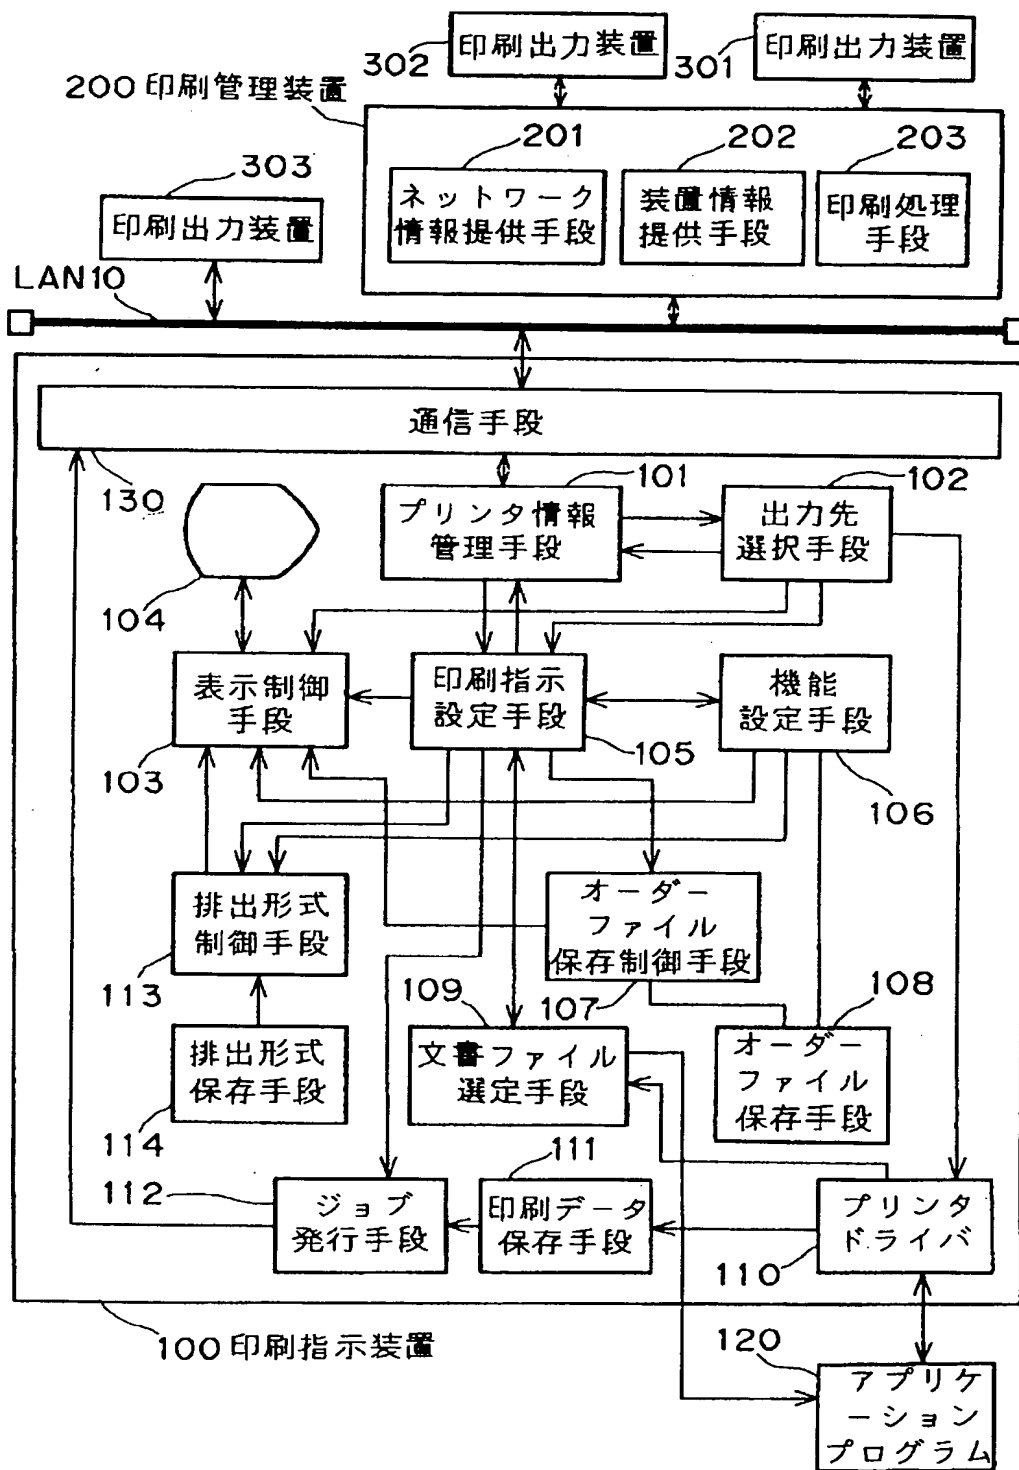 302
印刷出力装置
301
印刷出力装置
200印刷管理装置
201
202
203
303
印刷出力装置
ネットワーク
情報提供手段
装置情報
提供手段
印刷処理
手段
LAN10
通信手段
130
101
102
プリンタ情報
管理手段
出力先
選択手段
104
表示制御
手段
印刷指示
設定手段
機能
設定手段
103
105
106
排出形式
制御手段
オーダー
ファイル
保存制御手段
113
109
107
108
排出形式
保存手段
文書ファイル
選定手段
オーダー
ファイル
保存手段
114
111
112
ジョブ
発行手段
印刷データ
保存手段
プリンタ
ドライバ
110
100印刷指示装置
120
アプリケ
ーション
プログラム